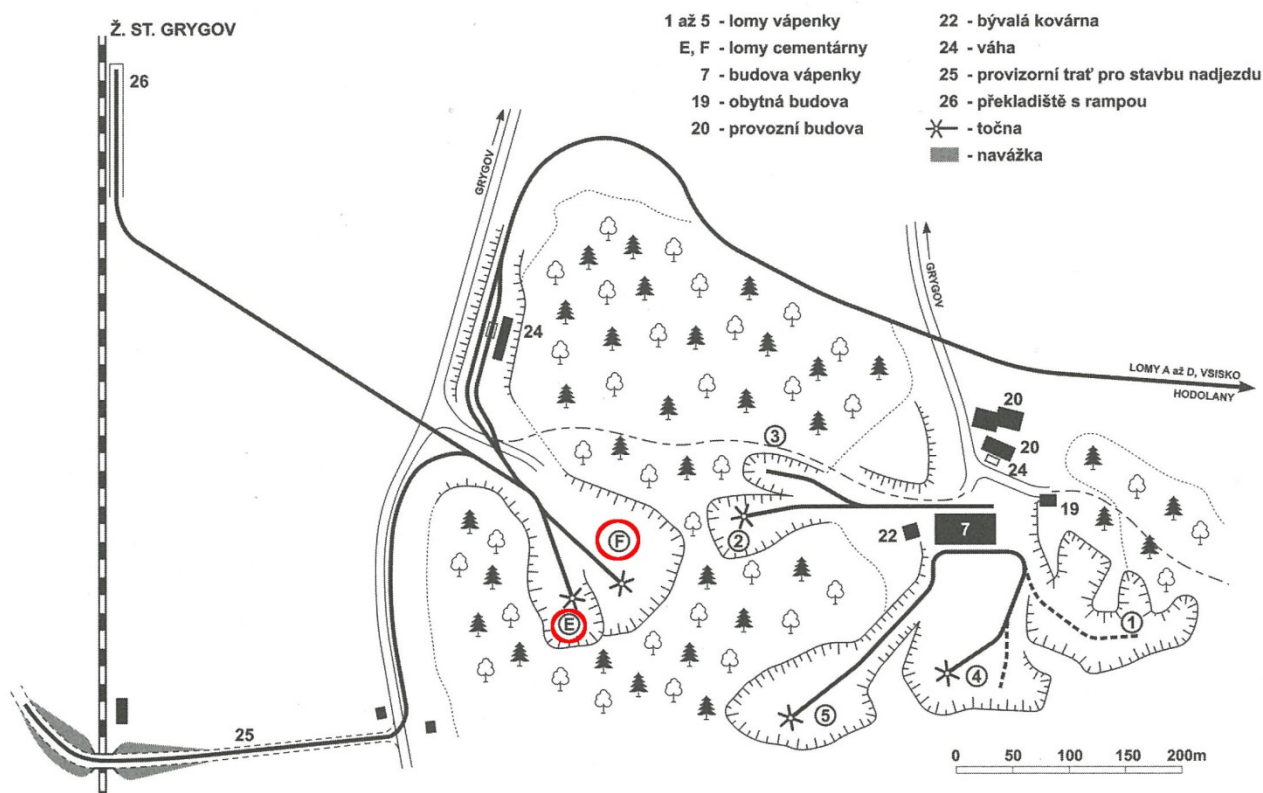 Ž. ST. GRYGOV
1 až 5 - lomy vápenky
E, F - lomy cementárny
7 - budova vápenky
19 - obytná budova
20 - provozní budova
22 - bývalá kovárna
24 - váha
25 - provizorní trať pro stavbu nadjezdu
26 - překladiště s rampou
- točna
- navážka
26
GRYGOV
GRYGOV
24
LOMY A až D, VSISKO
HODOLANY
20
3
20
24
19
2
22
7
F
E
1
4
5
25
0 50 100 150 200m